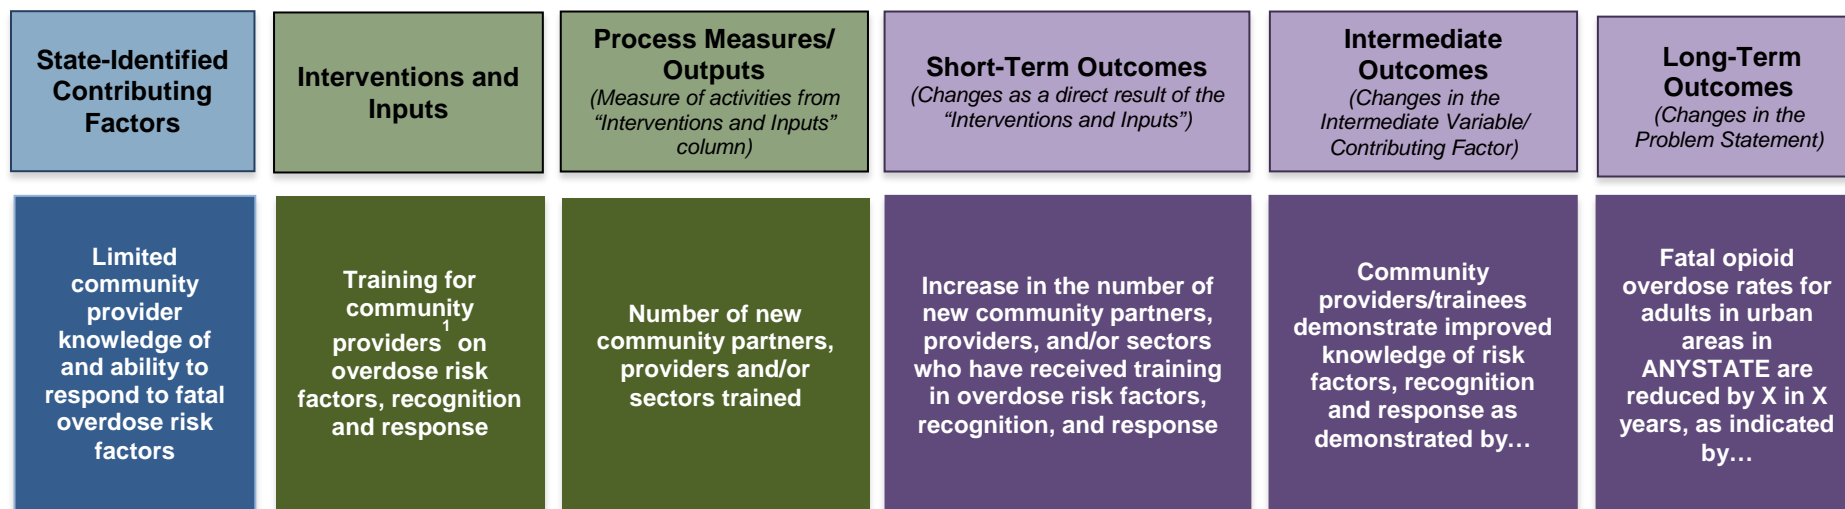 State-Identified
Contributing
Factors
Interventions and
Inputs
Process Measures/
Outputs
(Measure of activities from
“Interventions and Inputs”
column)
Short-Term Outcomes
(Changes as a direct result of the
“Interventions and Inputs”)
Intermediate
Outcomes
(Changes in the
Intermediate Variable/
Contributing Factor)
Long-Term
Outcomes
(Changes in the
Problem Statement)
Limited
community
provider
knowledge of
and ability to
respond to fatal
overdose risk
factors
Training for
community
providers1 on
overdose risk
factors, recognition
and response
Number of new
community partners,
providers and/or
sectors trained
Increase in the number of
new community partners,
providers, and/or sectors
who have received training
in overdose risk factors,
recognition, and response
Community
providers/trainees
demonstrate improved
knowledge of risk
factors, recognition
and response as
demonstrated by…
Fatal opioid
overdose rates for
adults in urban
areas in
ANYSTATE are
reduced by X in X
years, as indicated
by…